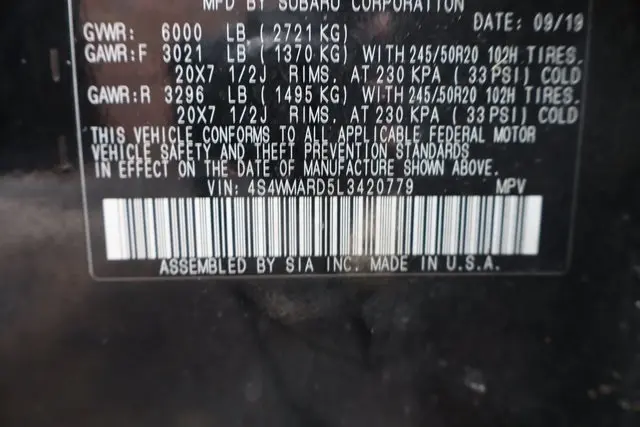 MFD BY SUBARU CORPORATION
DATE: 09/19
GVWR: 6000 LB (2721 KG)
GAWR:F 3021 LB (1370 KG) WITH 245/50R20 102H TIRES,
20X7 1/2J RIMS, AT 230 KPA (33 PSI) COLD
GAWR:R 3296 LB (1495 KG) WITH 245/50R20 102H TIRES,
20X7 1/2J RIMS, AT 230 KPA (33 PSI) COLD
THIS VEHICLE CONFORMS TO ALL APPLICABLE FEDERAL MOTOR
VEHICLE SAFETY AND THEFT PREVENTION STANDARDS
IN EFFECT ON THE DATE OF MANUFACTURE SHOWN ABOVE.
VIN: 4S4WMARD5L3420779 MPV
ASSEMBLED BY SIA INC. MADE IN U.S.A.